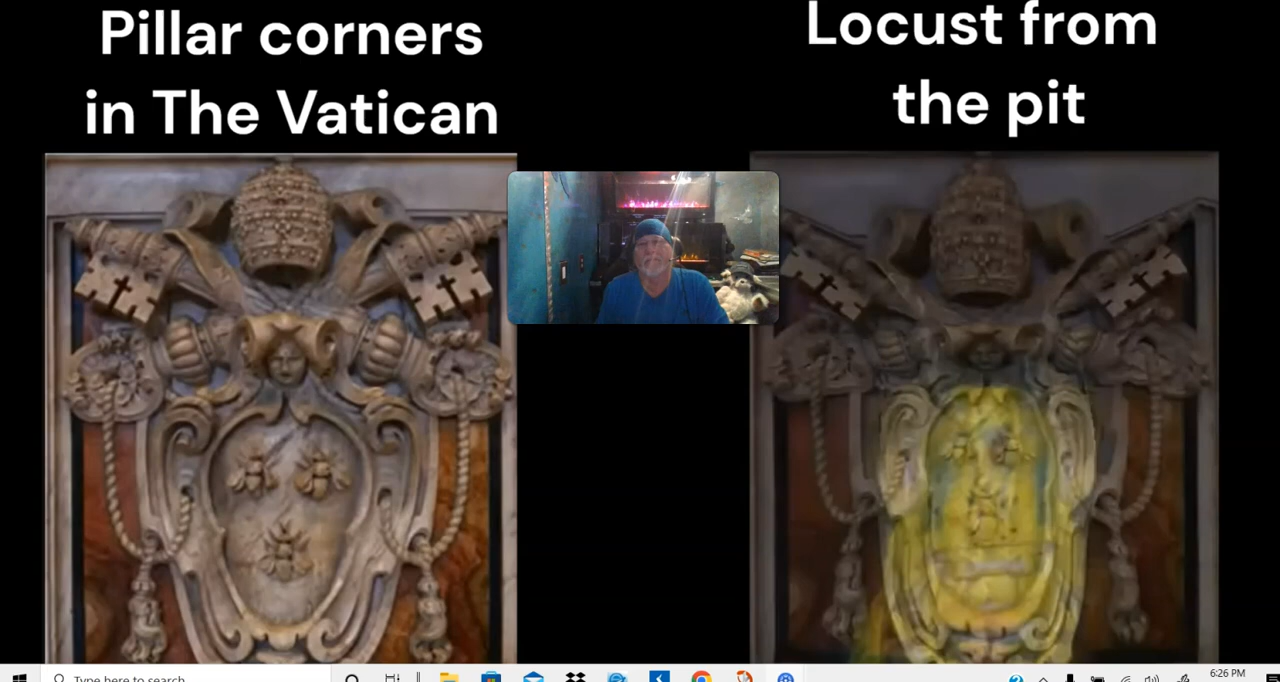 Pillar corners
in The Vatican
Locust from
the pit
Type here to search
6:26 PM